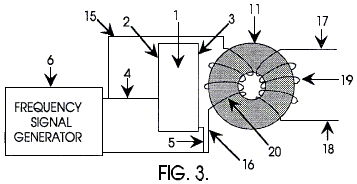 15 2 1 3 11 17
6
4
FREQUENCY
SIGNAL
GENERATOR
19
5 16 20 18
FIG. 3.